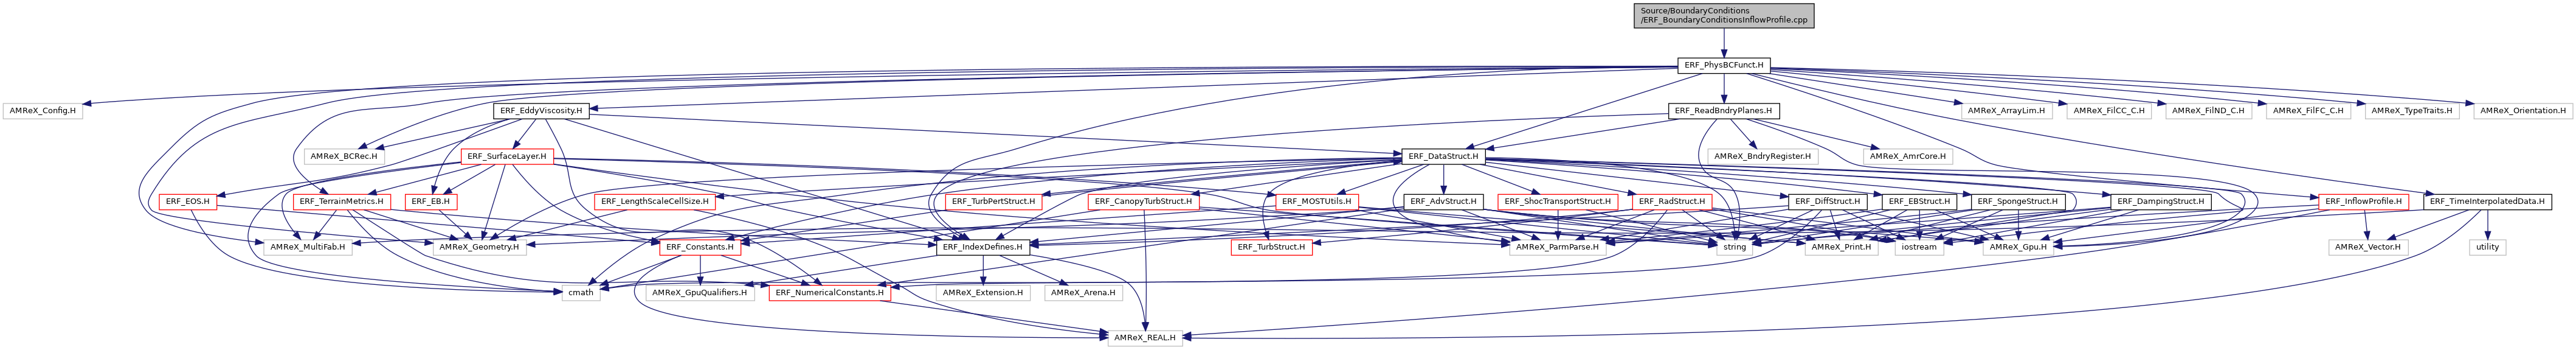 Source/BoundaryConditions
/ERF_BoundaryConditionsInflowProfile.cpp
ERF_PhysBCFunct.H
AMReX_Config.H
ERF_EddyViscosity.H
ERF_ReadBndryPlanes.H
AMReX_ArrayLim.H
AMReX_FilCC_C.H
AMReX_FilND_C.H
AMReX_FilFC_C.H
AMReX_TypeTraits.H
AMReX_Orientation.H
AMReX_BCRec.H
ERF_SurfaceLayer.H
ERF_DataStruct.H
AMReX_BndryRegister.H
AMReX_AmrCore.H
ERF_EOS.H
ERF_TerrainMetrics.H
ERF_EB.H
ERF_LengthScaleCellSize.H
ERF_TurbPertStruct.H
ERF_CanopyTurbStruct.H
ERF_MOSTUtils.H
ERF_AdvStruct.H
ERF_ShocTransportStruct.H
ERF_RadStruct.H
ERF_DiffStruct.H
ERF_EBStruct.H
ERF_SpongeStruct.H
ERF_DampingStruct.H
ERF_InflowProfile.H
ERF_TimeInterpolatedData.H
AMReX_MultiFab.H
AMReX_Geometry.H
ERF_Constants.H
ERF_IndexDefines.H
ERF_TurbStruct.H
AMReX_ParmParse.H
string
AMReX_Print.H
iostream
AMReX_Gpu.H
AMReX_Vector.H
utility
cmath
AMReX_GpuQualifiers.H
ERF_NumericalConstants.H
AMReX_Extension.H
AMReX_Arena.H
AMReX_REAL.H